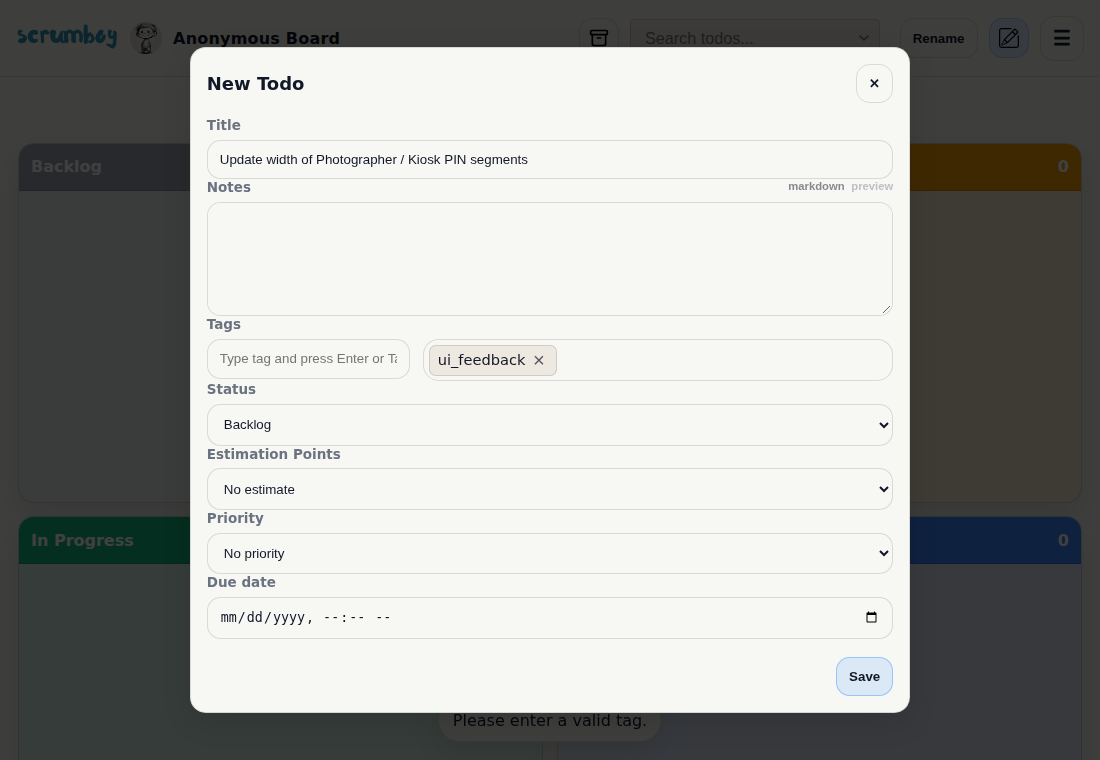 scrumboy
Anonymous Board
Search todos...
Rename
New Todo
×
Title
Update width of Photographer / Kiosk PIN segments
Notes
markdown preview
Tags
Type tag and press Enter or Ta
ui_feedback ×
Status
Backlog
Estimation Points
No estimate
Priority
No priority
Due date
mm/dd/yyyy, --:-- --
Save
Backlog
0
In Progress
0
Please enter a valid tag.